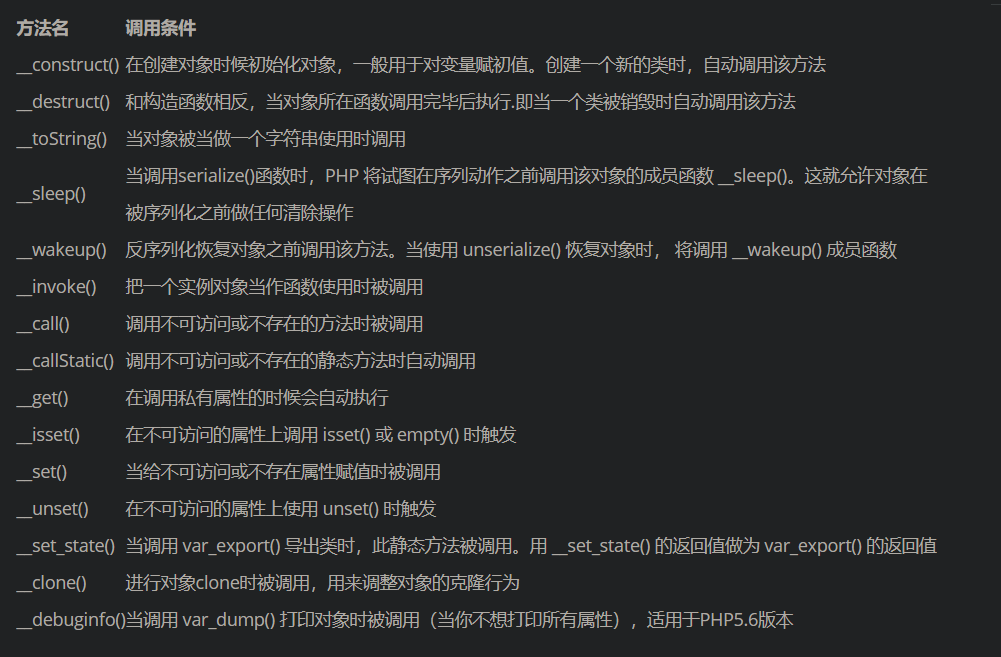 方法名 调用条件
__construct() 在创建对象时候初始化对象，一般用于对变量赋初值。创建一个新的类时，自动调用该方法
__destruct() 和构造函数相反，当对象所在函数调用完毕后执行.即当一个类被销毁时自动调用该方法
__toString() 当对象被当做一个字符串使用时调用
__sleep() 当调用serialize()函数时，PHP 将试图在序列动作之前调用该对象的成员函数 __sleep()。这就允许对象在
被序列化之前做任何清除操作
__wakeup() 反序列化恢复对象之前调用该方法。当使用 unserialize() 恢复对象时， 将调用 __wakeup() 成员函数
__invoke() 把一个实例对象当作函数使用时被调用
__call() 调用不可访问或不存在的方法时被调用
__callStatic() 调用不可访问或不存在的静态方法时自动调用
__get() 在调用私有属性的时候会自动执行
__isset() 在不可访问的属性上调用 isset() 或 empty() 时触发
__set() 当给不可访问或不存在属性赋值时被调用
__unset() 在不可访问的属性上使用 unset() 时触发
__set_state() 当调用 var_export() 导出类时，此静态方法被调用。用 __set_state() 的返回值做为 var_export() 的返回值
__clone() 进行对象clone时被调用，用来调整对象的克隆行为
__debuginfo() 当调用 var_dump() 打印对象时被调用（当你不想打印所有属性），适用于PHP5.6版本